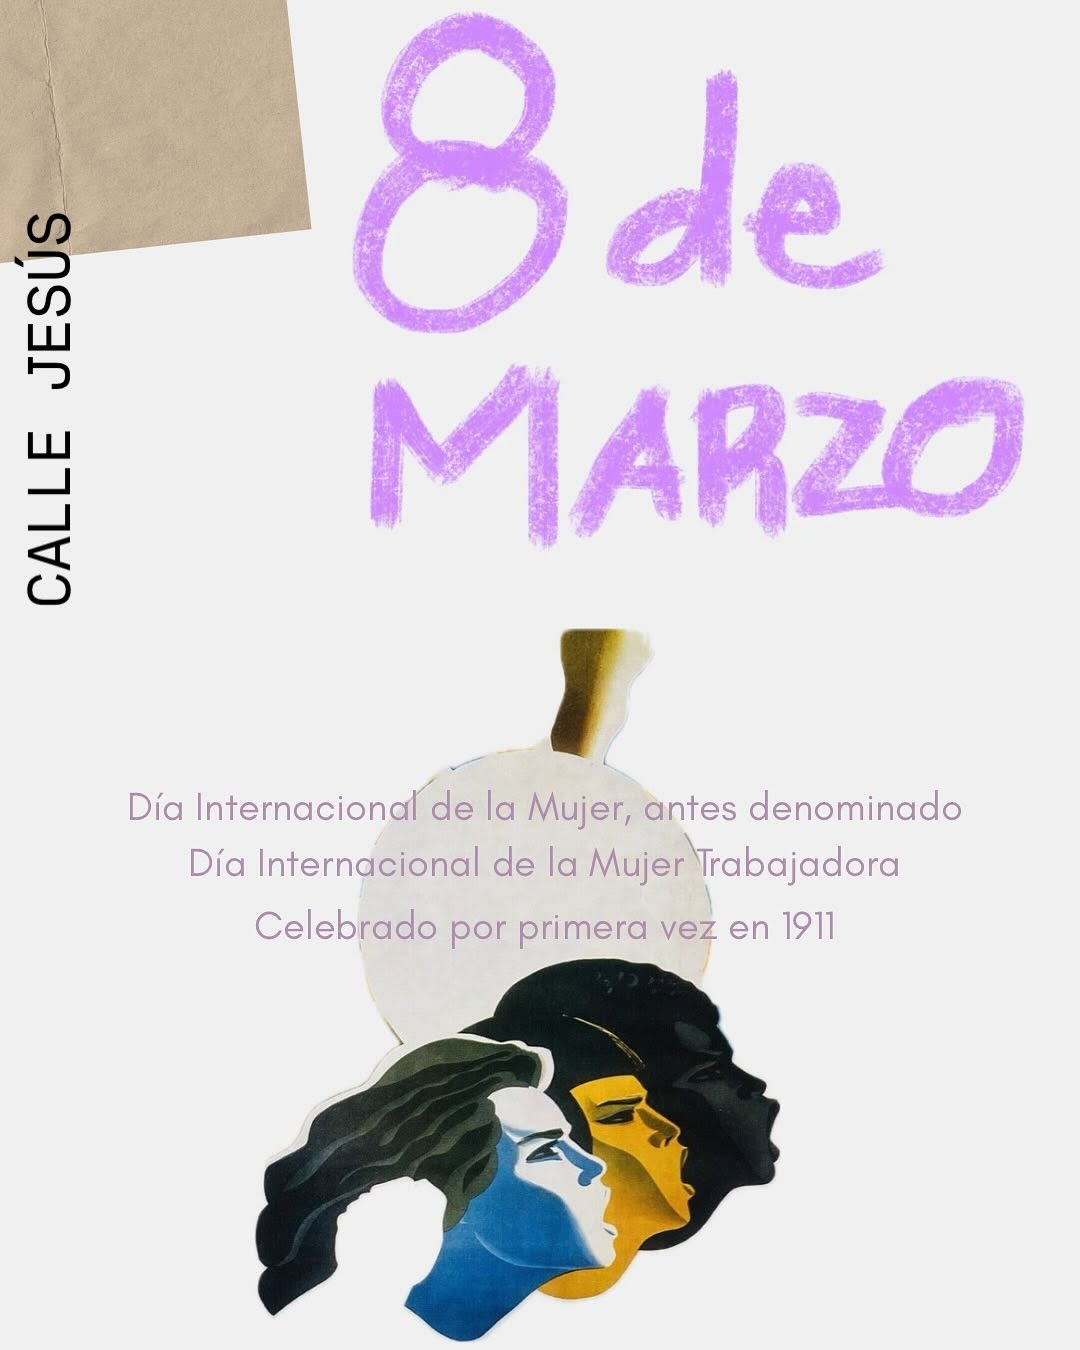 8 de
MARZO
CALLE JESÚS
Día Internacional de la Mujer, antes denominado
Día Internacional de la Mujer Trabajadora
Celebrado por primera vez en 1911